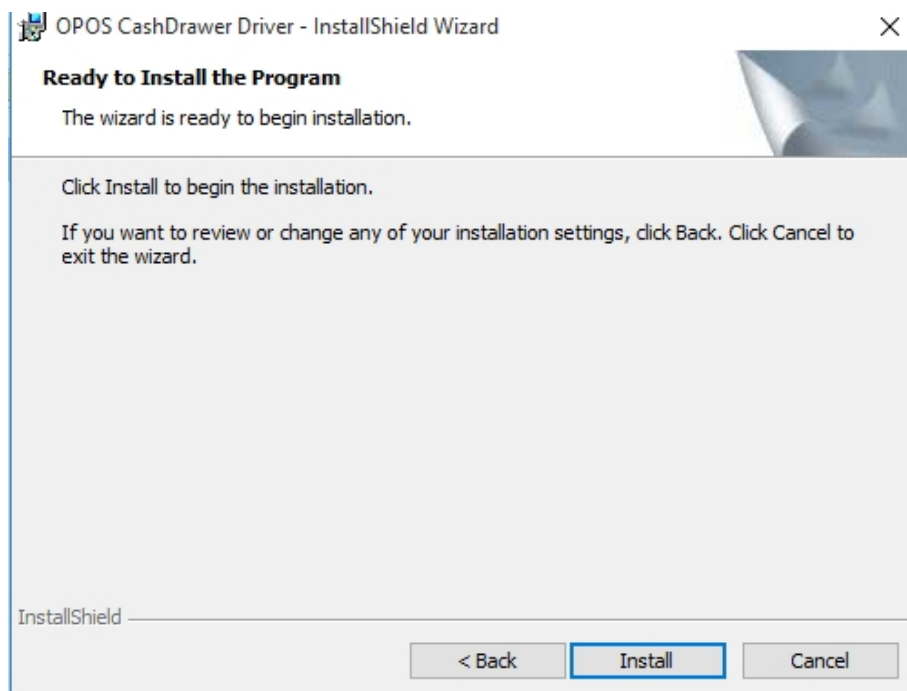 OPOS CashDrawer Driver - InstallShield Wizard
Ready to Install the Program
The wizard is ready to begin installation.
Click Install to begin the installation.
If you want to review or change any of your installation settings, click Back. Click Cancel to
exit the wizard.
InstallShield
< Back
Install
Cancel